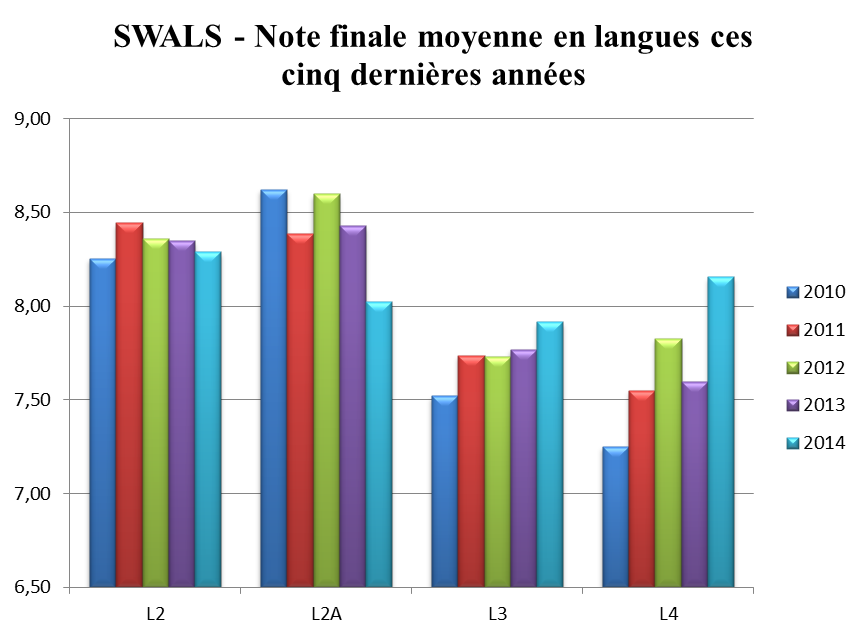 SWALS - Note finale moyenne en langues ces
cinq dernières années
9,00
8,50
8,00
7,50
7,00
6,50
L2
L2A
L3
L4
2010
2011
2012
2013
2014